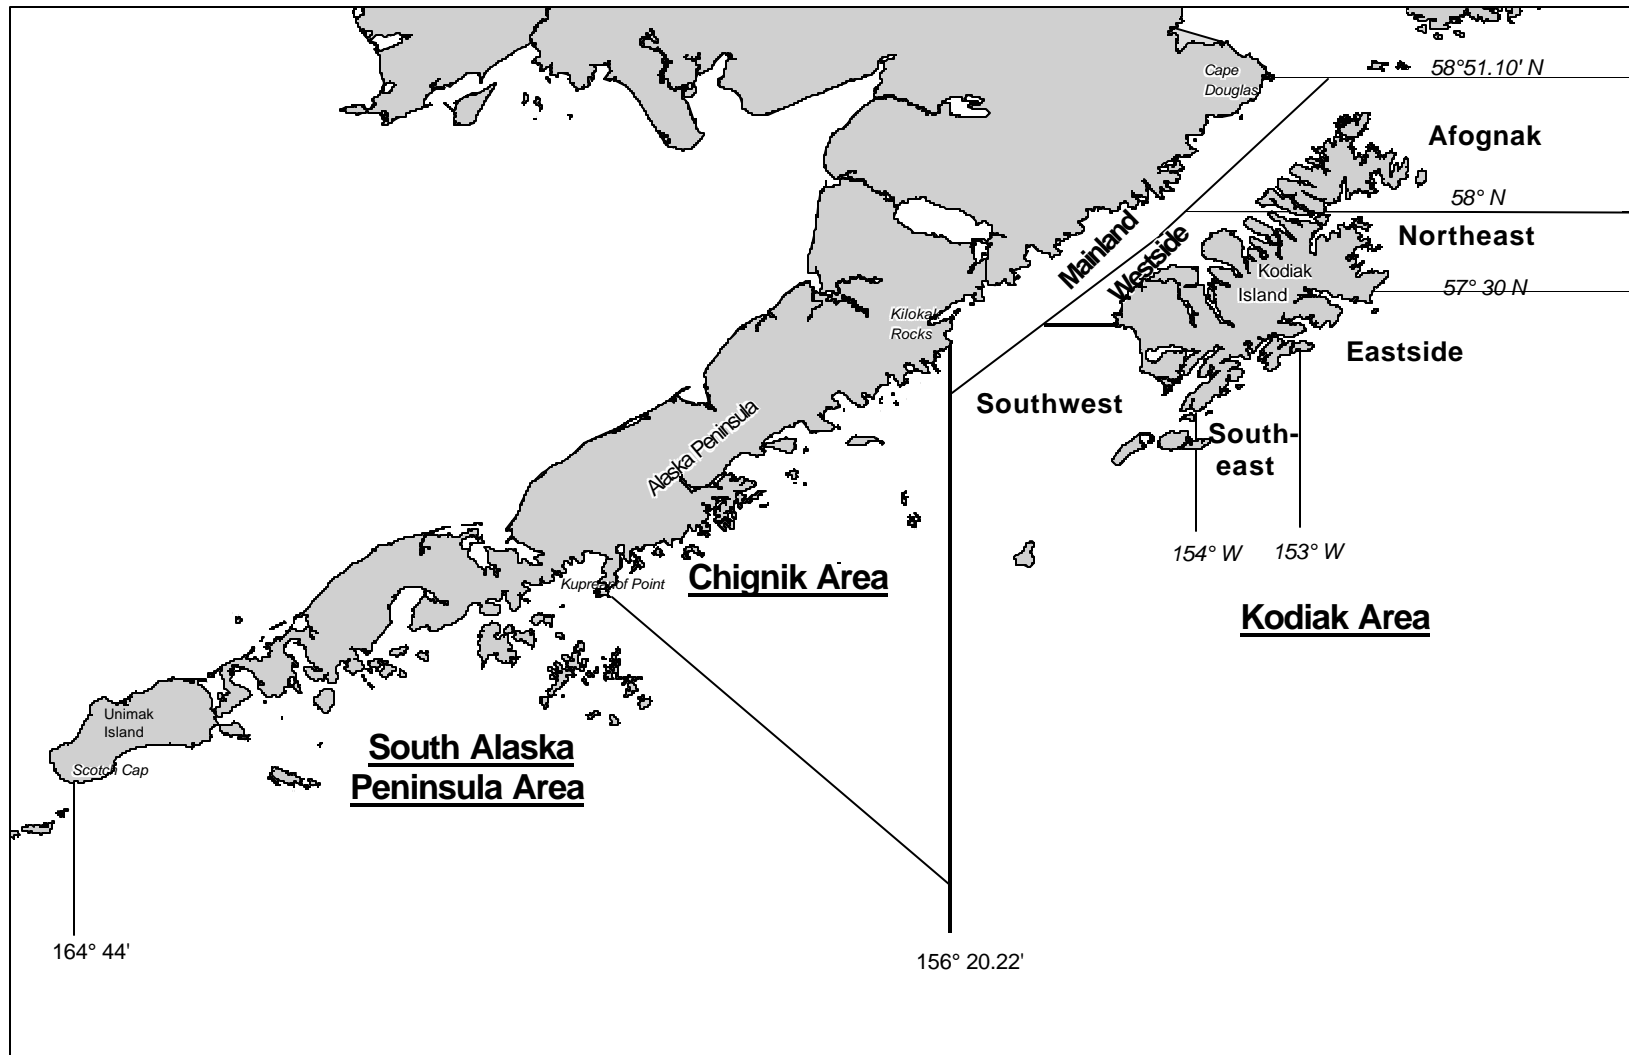 Cape
Douglas
58°51.10' N
Afognak
58° N
Northeast
Mainland
Westside
Kodiak
Island
57° 30 N
Kilokak
Rocks
Eastside
Southwest
South-
east
Alaska Peninsula
154° W
153° W
Chignik Area
Kupreanof Point
Kodiak Area
Unimak
Island
Scotch Cap
South Alaska
Peninsula Area
164° 44'
156° 20.22'